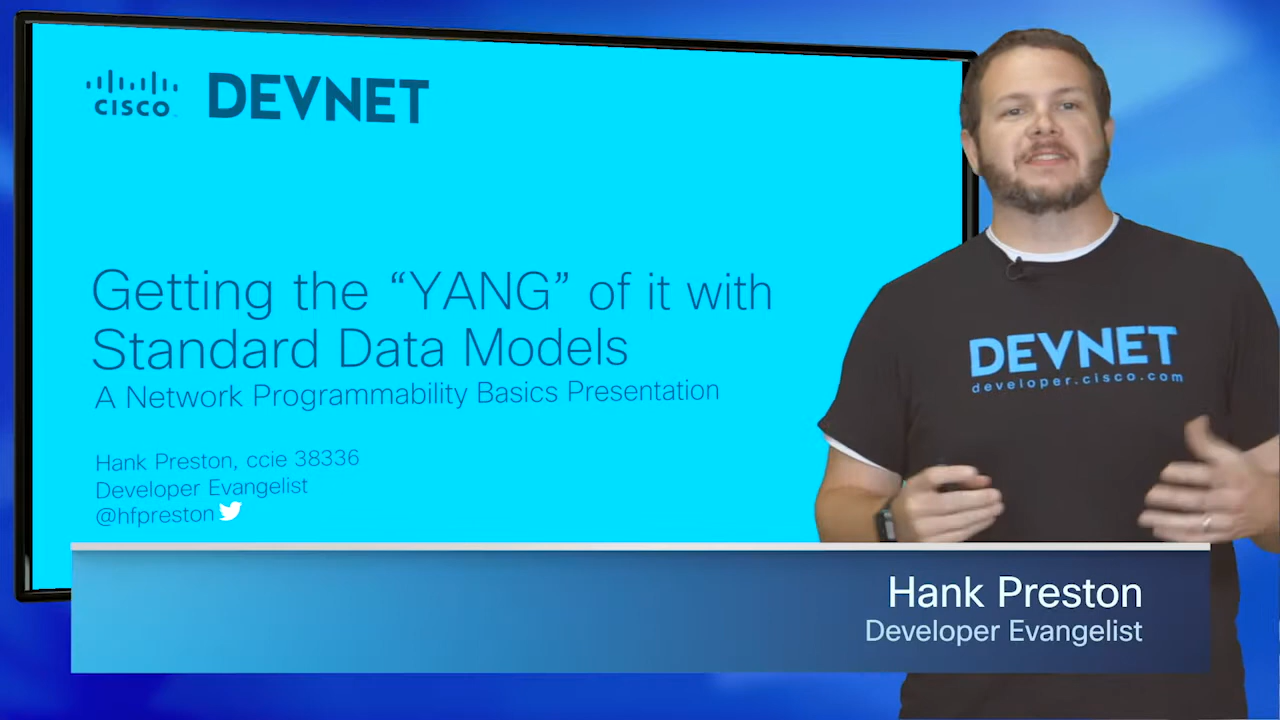 CISCO DEVNET
Getting the “YANG” of it with
Standard Data Models
A Network Programmability Basics Presentation
Hank Preston, ccie 38336
Developer Evangelist
@hfpreston
DEVNET
developer.cisco.com
Hank Preston
Developer Evangelist